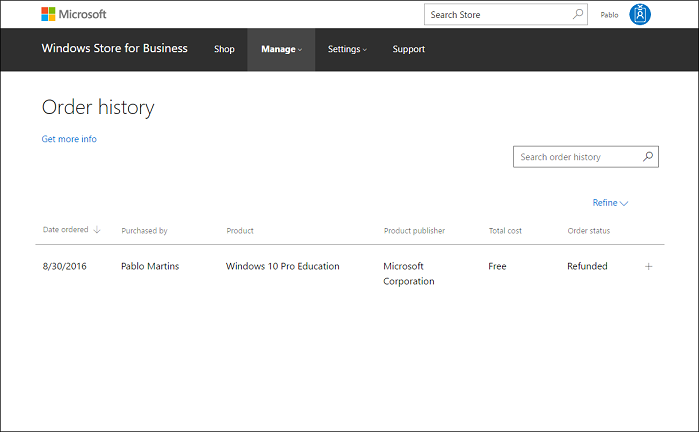 Microsoft
Search Store
Pablo
Windows Store for Business
Shop
Manage
Settings
Support
Order history
Get more info
Search order history
Refine
Date ordered
Purchased by
Product
Product publisher
Total cost
Order status
8/30/2016
Pablo Martins
Windows 10 Pro Education
Microsoft
Corporation
Free
Refunded
+